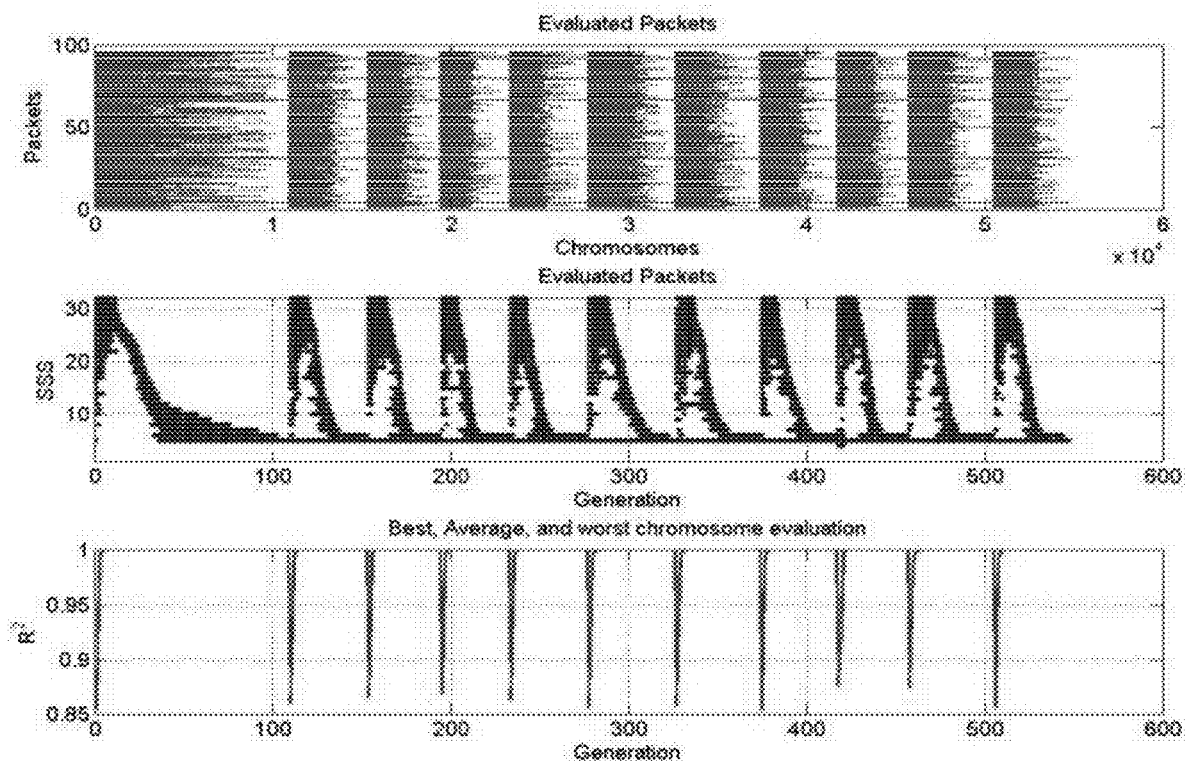 Evaluated Packets
100
50
0
Packets
0 1 2 3 4 5 6
Chromosomes
x 10^4
Evaluated Packets
30
20
10
SSS
0 100 200 300 400 500 600
Generation
Best, Average, and worst chromosome evaluation
1
0.95
0.9
0.85
R²
0 100 200 300 400 500 600
Generation